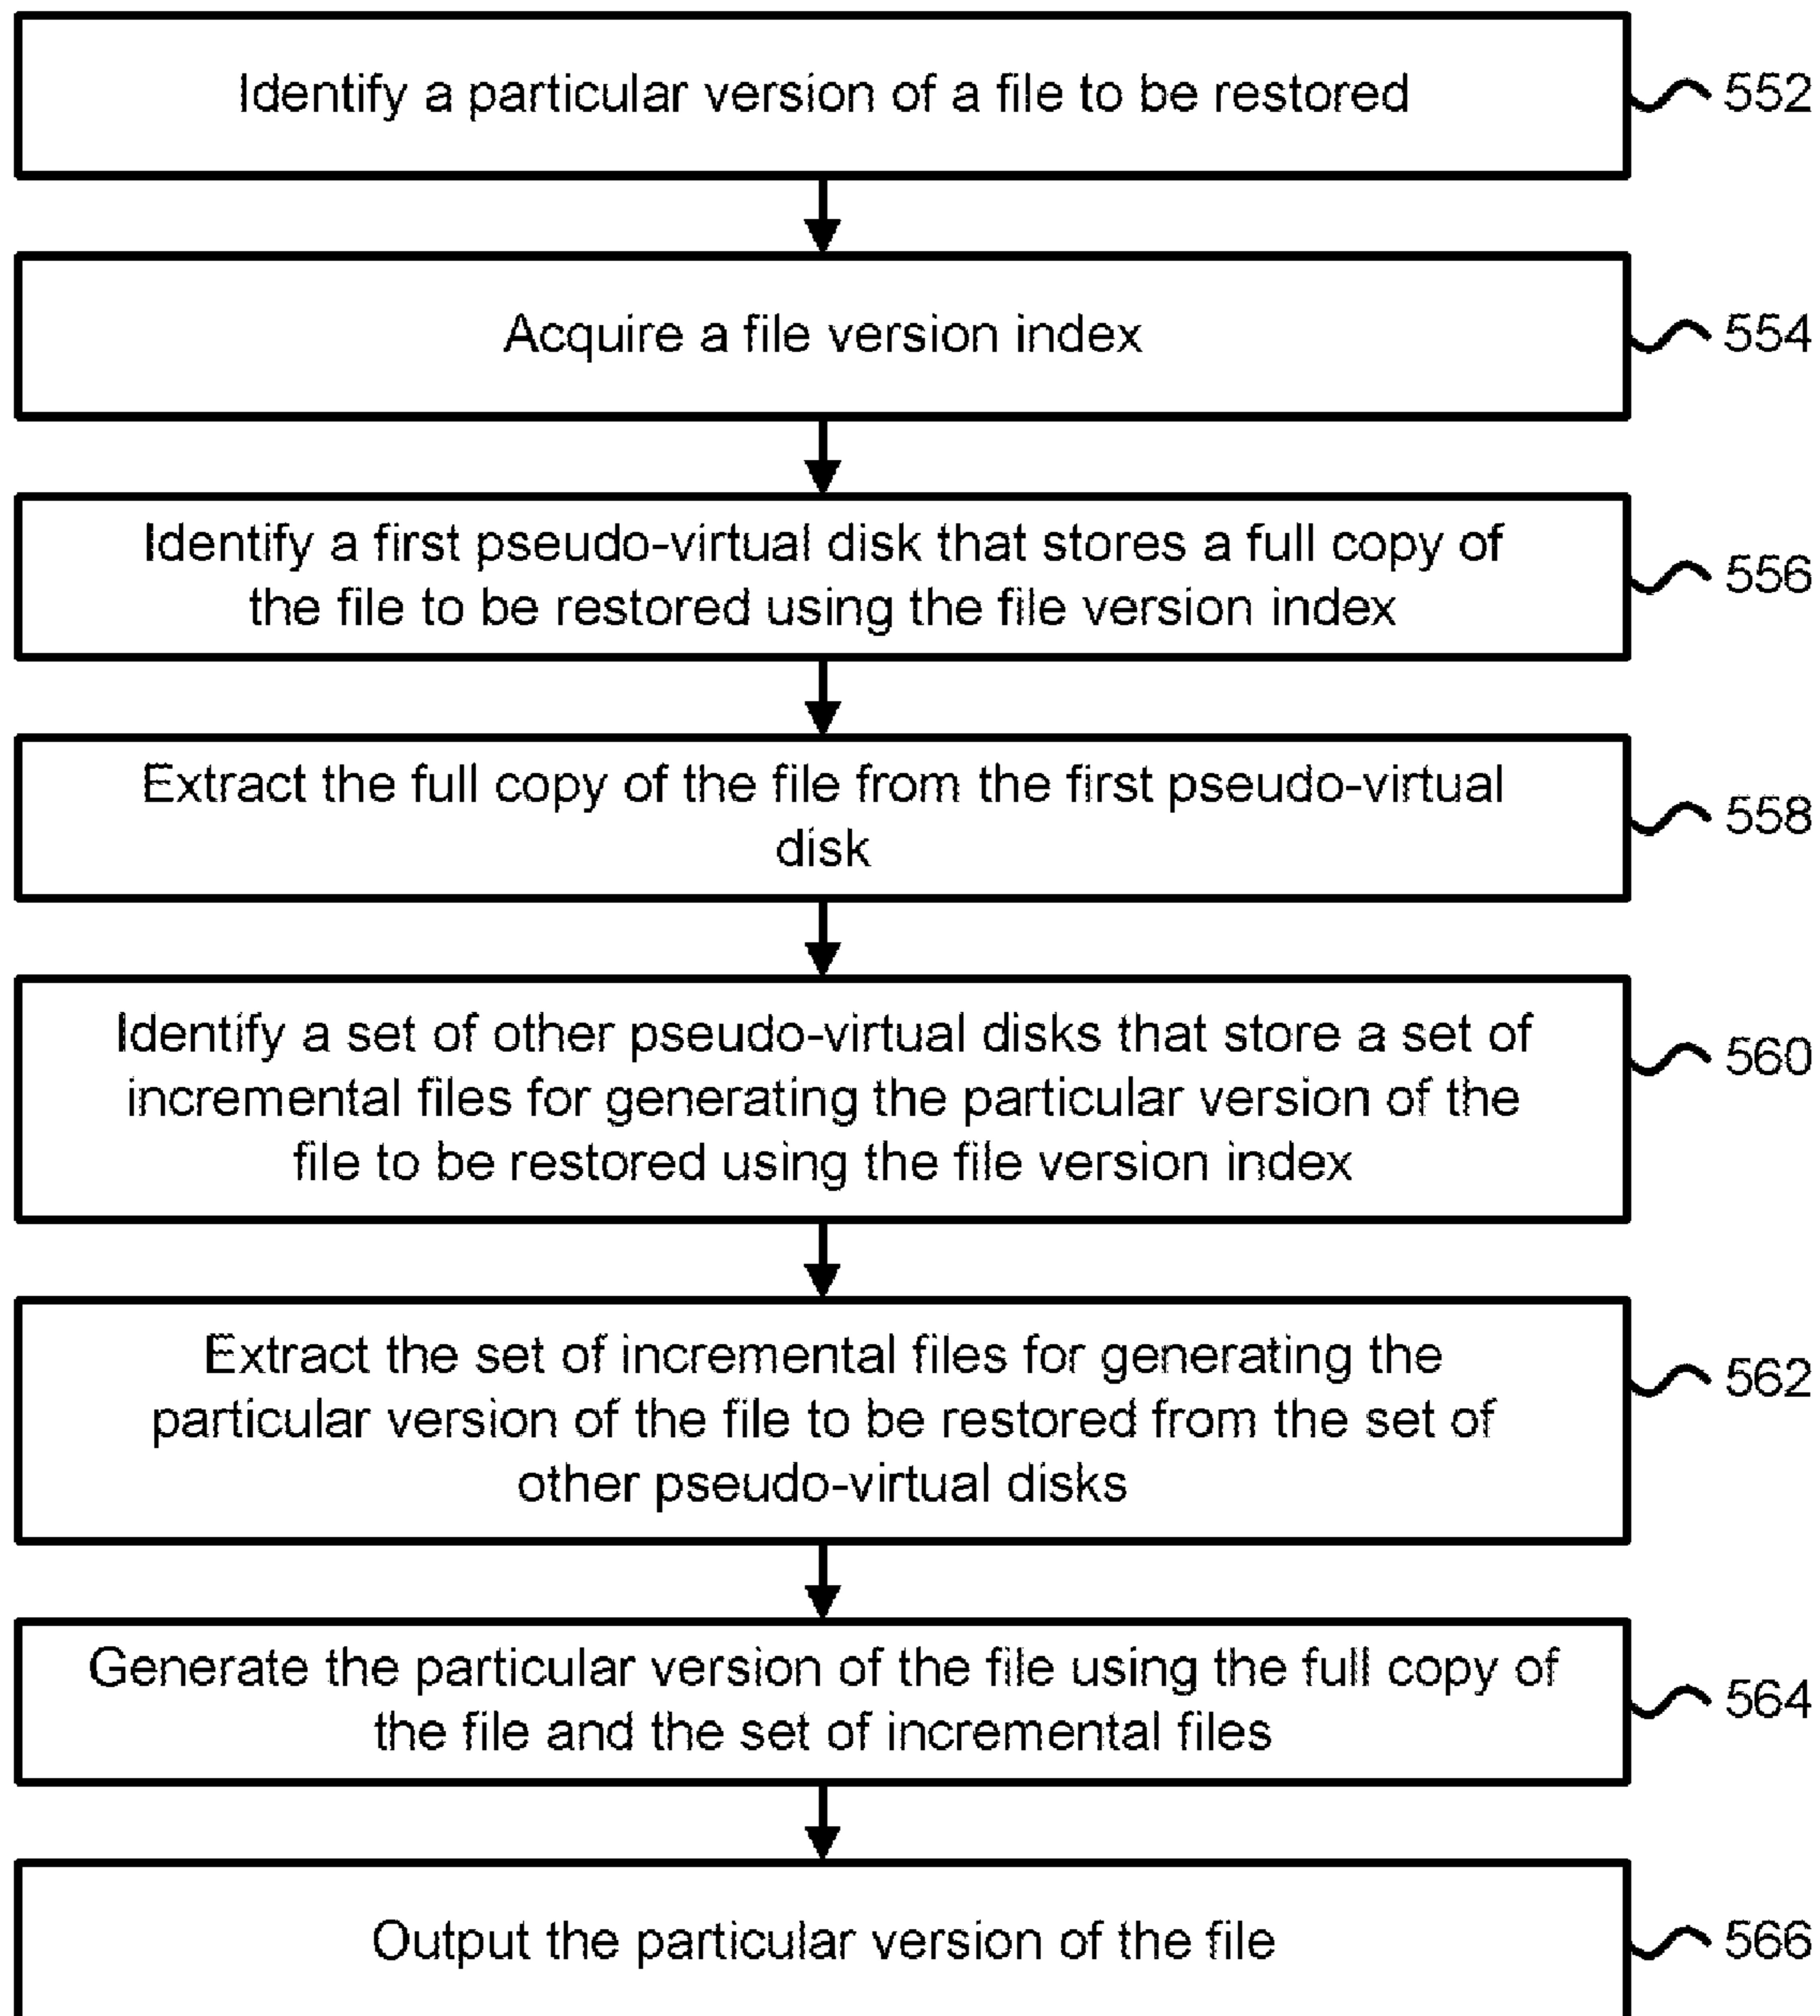 Identify a particular version of a file to be restored
552
Acquire a file version index
554
Identify a first pseudo-virtual disk that stores a full copy of
the file to be restored using the file version index
556
Extract the full copy of the file from the first pseudo-virtual
disk
558
Identify a set of other pseudo-virtual disks that store a set of
incremental files for generating the particular version of the
file to be restored using the file version index
560
Extract the set of incremental files for generating the
particular version of the file to be restored from the set of
other pseudo-virtual disks
562
Generate the particular version of the file using the full copy of
the file and the set of incremental files
564
Output the particular version of the file
566